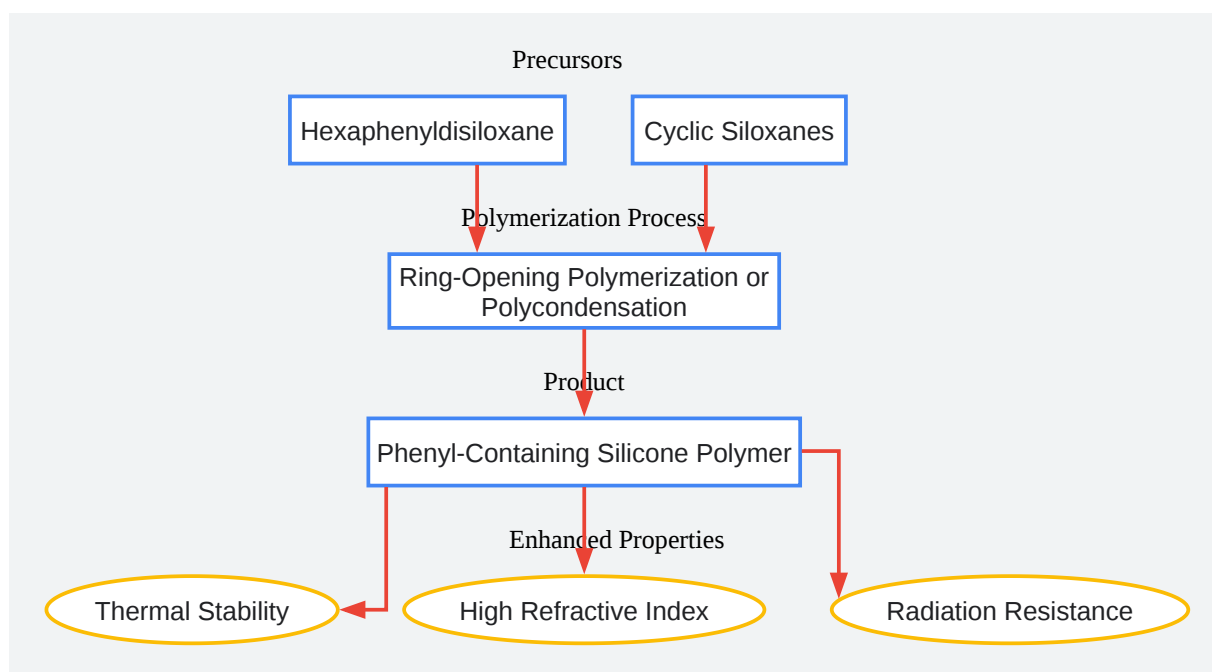 Precursors
Hexaphenyldisiloxane
Cyclic Siloxanes
Polymerization Process
Ring-Opening Polymerization or
Polycondensation
Product
Phenyl-Containing Silicone Polymer
Enhanced Properties
Thermal Stability
High Refractive Index
Radiation Resistance